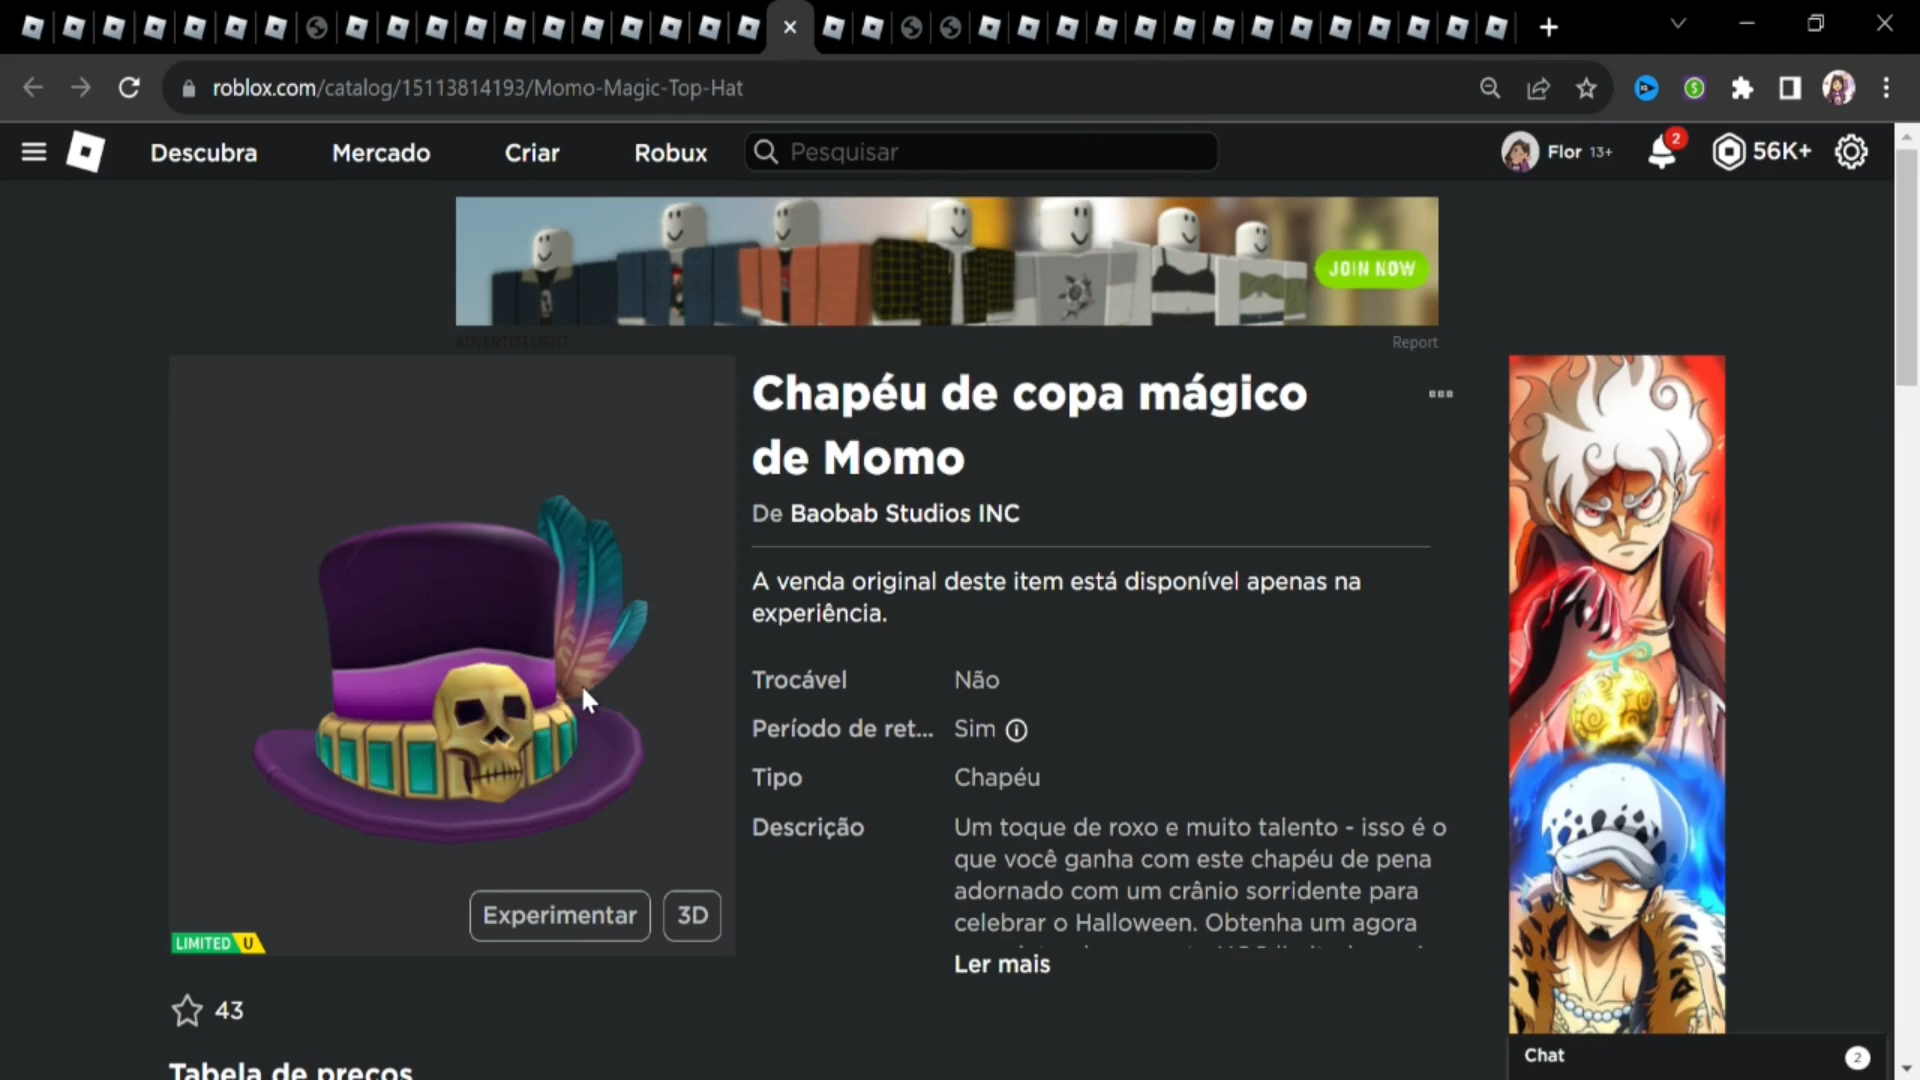 roblox.com/catalog/15113814193/Momo-Magic-Top-Hat
Descubra
Mercado
Criar
Robux
Pesquisar
Flor 13+
2
56K+
JOIN NOW
ADVERTISEMENT
Report
Chapéu de copa mágico
de Momo
De Baobab Studios INC
A venda original deste item está disponível apenas na
experiência.
Trocável Não
Período de ret... Sim
Tipo Chapéu
Descrição Um toque de roxo e muito talento - isso é o
que você ganha com este chapéu de pena
adornado com um crânio sorridente para
celebrar o Halloween. Obtenha um agora
Ler mais
Experimentar
3D
LIMITED U
43
Tabela de preços
Chat
2